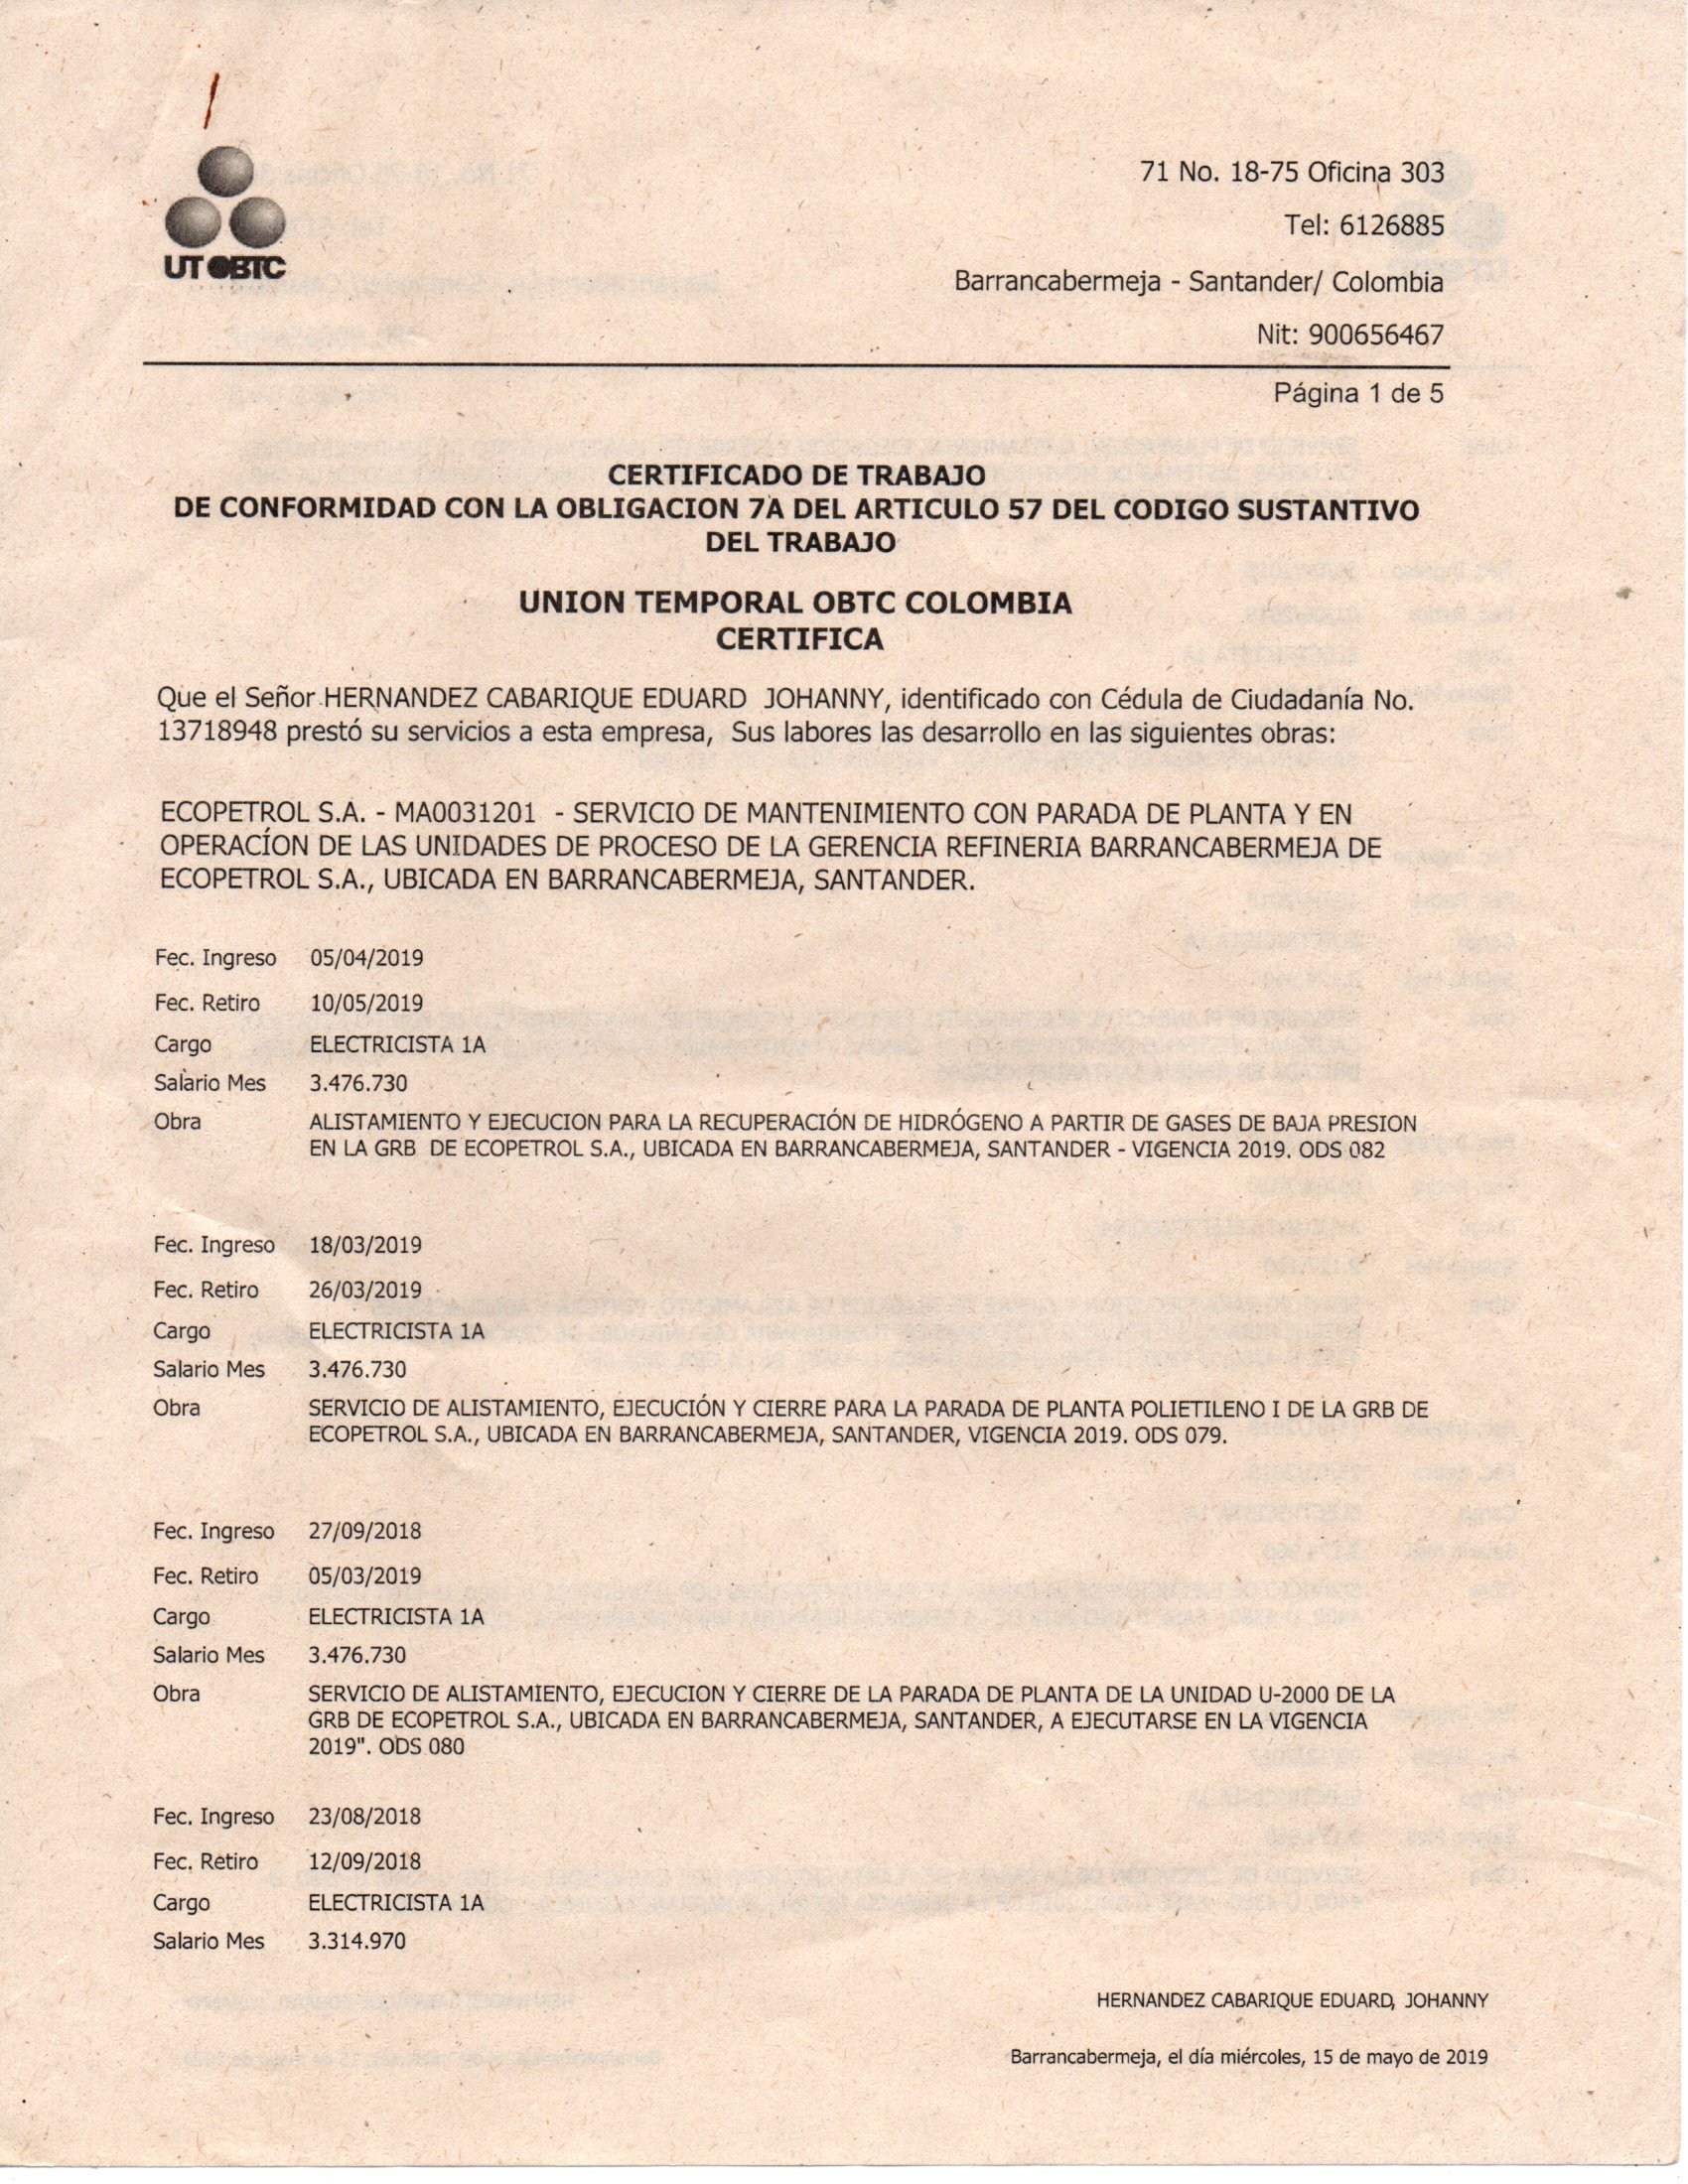 UT OBTC
71 No. 18-75 Oficina 303
Tel: 6126885
Barrancabermeja - Santander/ Colombia
Nit: 900656467
Página 1 de 5
CERTIFICADO DE TRABAJO
DE CONFORMIDAD CON LA OBLIGACION 7A DEL ARTICULO 57 DEL CODIGO SUSTANTIVO
DEL TRABAJO
UNION TEMPORAL OBTC COLOMBIA
CERTIFICA
Que el Señor HERNANDEZ CABARIQUE EDUARD  JOHANNY, identificado con Cédula de Ciudadanía No.
13718948 prestó su servicios a esta empresa,  Sus labores las desarrollo en las siguientes obras:
ECOPETROL S.A. - MA0031201  - SERVICIO DE MANTENIMIENTO CON PARADA DE PLANTA Y EN
OPERACÍON DE LAS UNIDADES DE PROCESO DE LA GERENCIA REFINERIA BARRANCABERMEJA DE
ECOPETROL S.A., UBICADA EN BARRANCABERMEJA, SANTANDER.
Fec. Ingreso 05/04/2019
Fec. Retiro 10/05/2019
Cargo ELECTRICISTA 1A
Salario Mes 3.476.730
Obra ALISTAMIENTO Y EJECUCION PARA LA RECUPERACIÓN DE HIDRÓGENO A PARTIR DE GASES DE BAJA PRESION
EN LA GRB  DE ECOPETROL S.A., UBICADA EN BARRANCABERMEJA, SANTANDER - VIGENCIA 2019. ODS 082
Fec. Ingreso 18/03/2019
Fec. Retiro 26/03/2019
Cargo ELECTRICISTA 1A
Salario Mes 3.476.730
Obra SERVICIO DE ALISTAMIENTO, EJECUCIÓN Y CIERRE PARA LA PARADA DE PLANTA POLIETILENO I DE LA GRB DE
ECOPETROL S.A., UBICADA EN BARRANCABERMEJA, SANTANDER, VIGENCIA 2019. ODS 079.
Fec. Ingreso 27/09/2018
Fec. Retiro 05/03/2019
Cargo ELECTRICISTA 1A
Salario Mes 3.476.730
Obra SERVICIO DE ALISTAMIENTO, EJECUCION Y CIERRE DE LA PARADA DE PLANTA DE LA UNIDAD U-2000 DE LA
GRB DE ECOPETROL S.A., UBICADA EN BARRANCABERMEJA, SANTANDER, A EJECUTARSE EN LA VIGENCIA
2019". ODS 080
Fec. Ingreso 23/08/2018
Fec. Retiro 12/09/2018
Cargo ELECTRICISTA 1A
Salario Mes 3.314.970
HERNANDEZ CABARIQUE EDUARD, JOHANNY
Barrancabermeja, el día miércoles, 15 de mayo de 2019